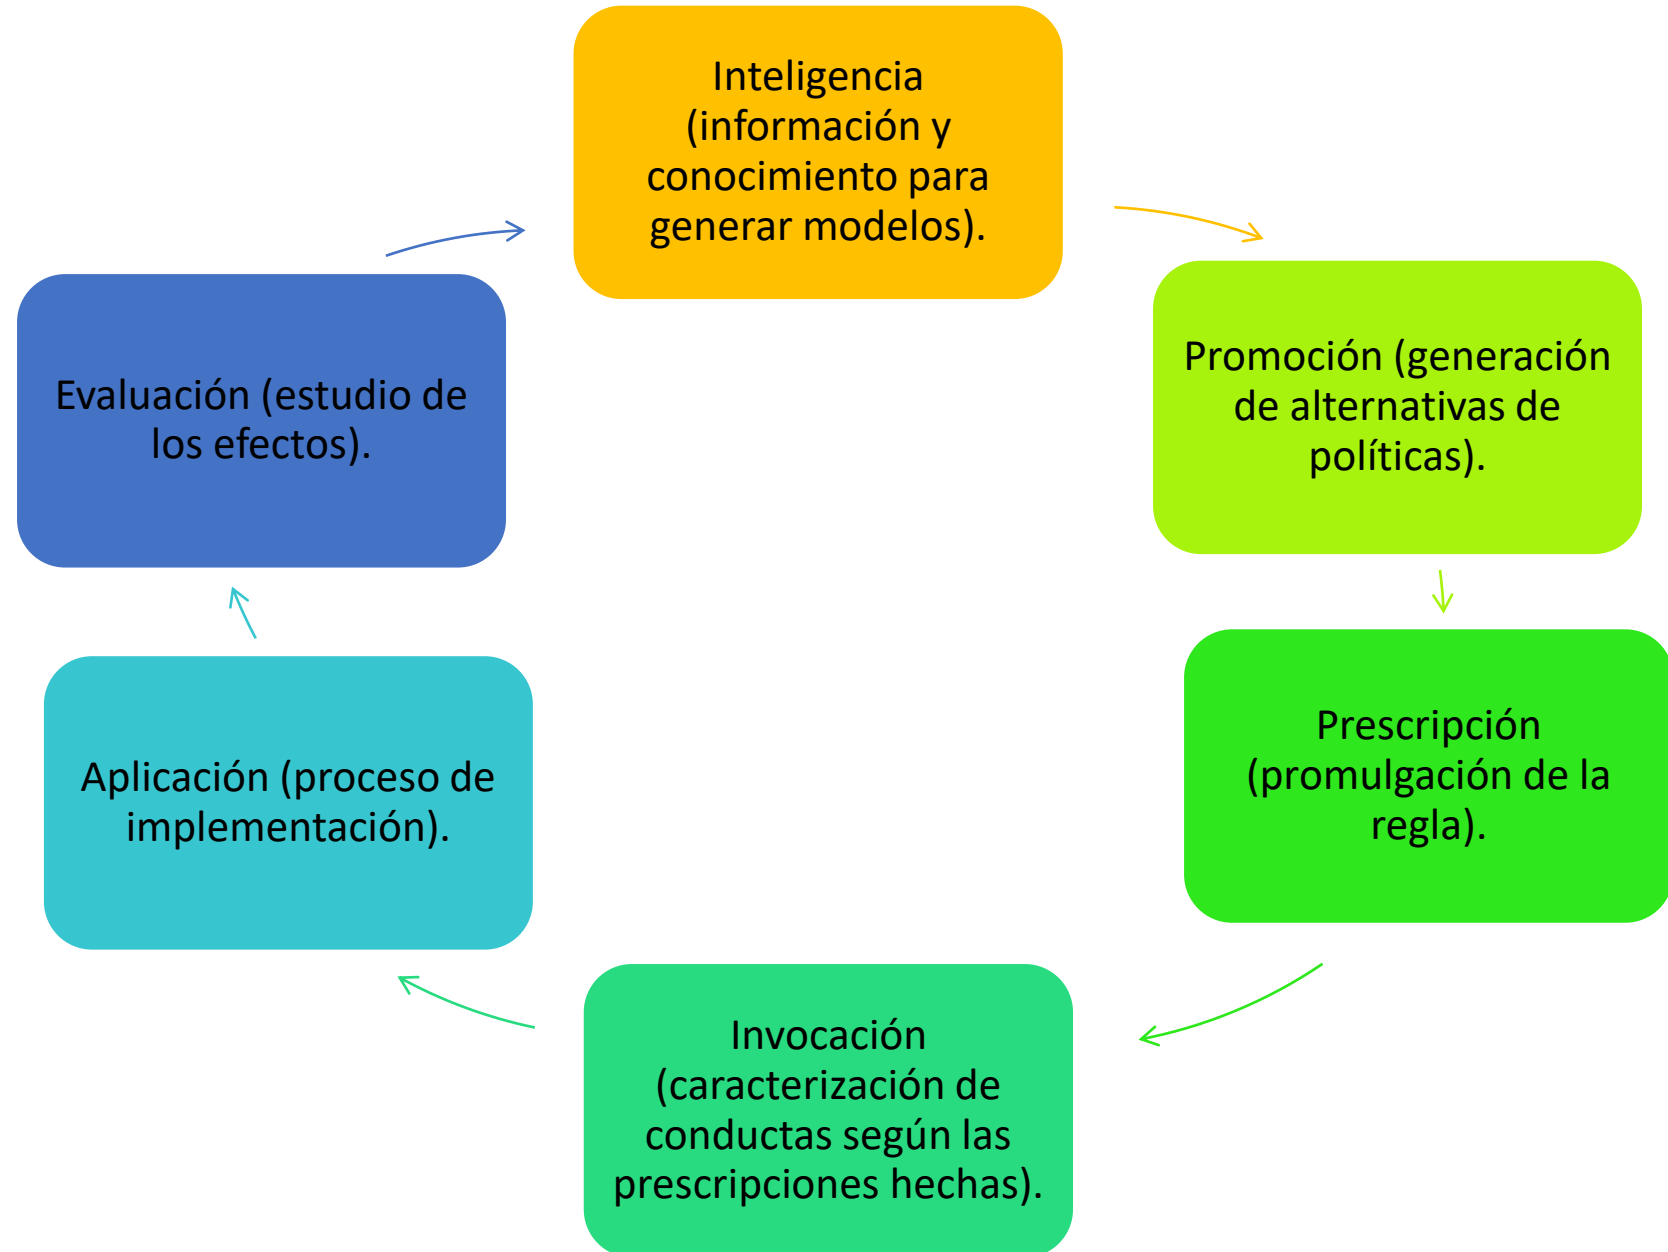 Inteligencia
(información y
conocimiento para
generar modelos).
Promoción (generación
de alternativas de
políticas).
Prescripción
(promulgación de la
regla).
Invocación
(caracterización de
conductas según las
prescripciones hechas).
Aplicación (proceso de
implementación).
Evaluación (estudio de
los efectos).